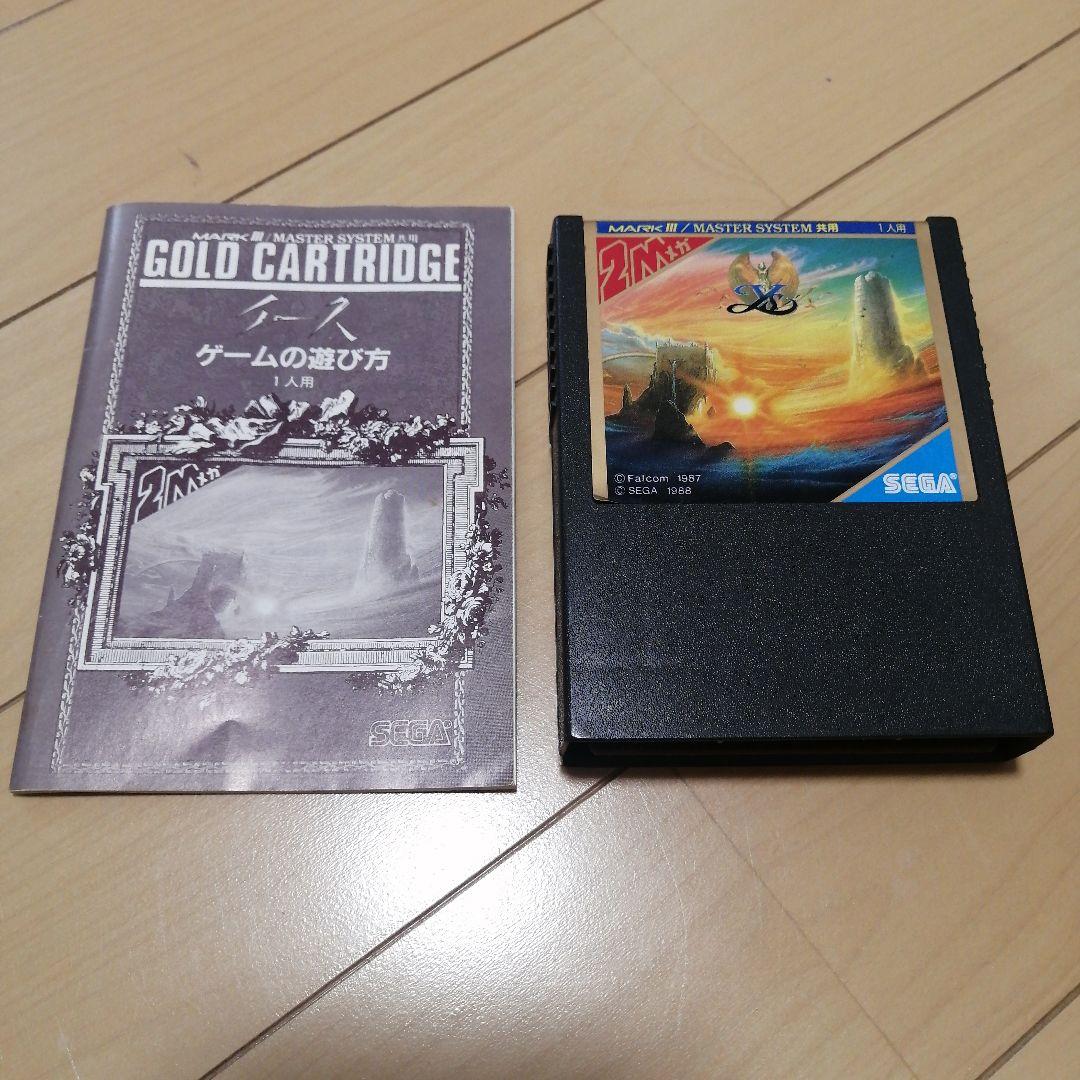 MARK III / MASTER SYSTEM 共用
GOLD CARTRIDGE
イース
ゲームの遊び方
1人用
2Mメガ
SEGA
MARK III / MASTER SYSTEM 共用 1人用
2Mメガ
Ys
©Falcom 1987
©SEGA 1988
SEGA®